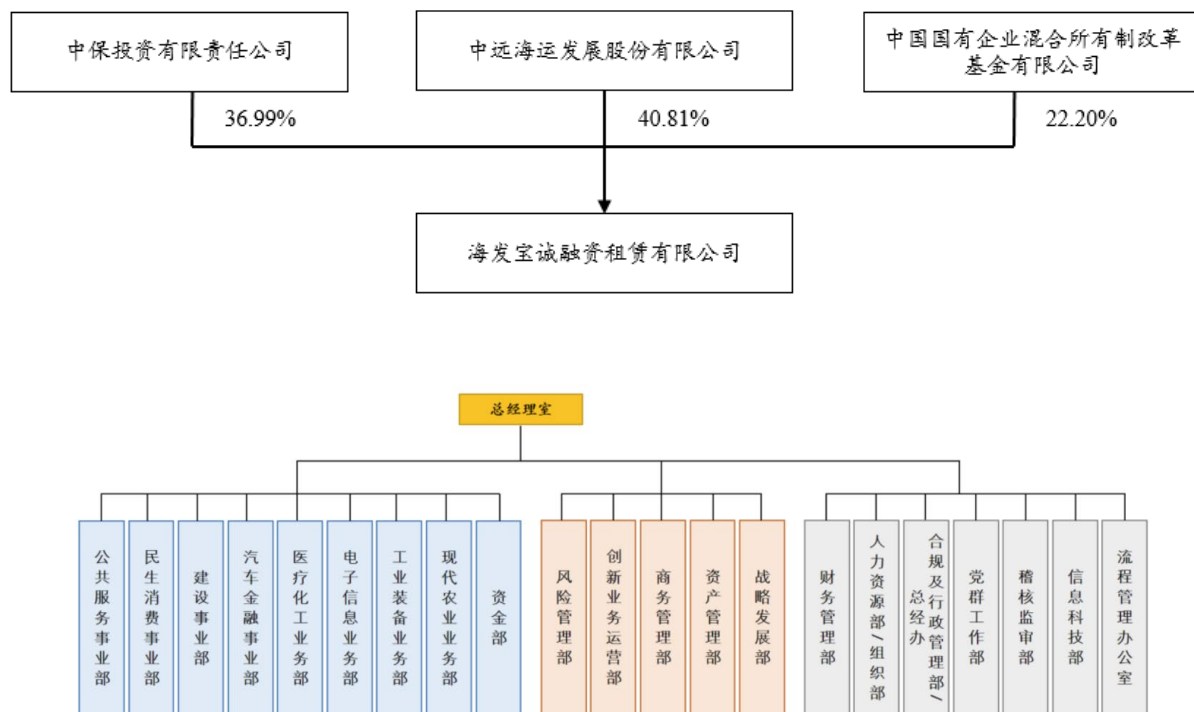 中保投资有限责任公司
中远海运发展股份有限公司
中国国有企业混合所有制改革
基金有限公司
36.99%
40.81%
22.20%
海发宝诚融资租赁有限公司
总经理室
公共服务事业部
民生消费事业部
建设事业部
汽车金融事业部
医疗化工业务部
电子信息业务部
工业装备业务部
现代农业业务部
资金部
风险管理部
创新业务运营部
商务管理部
资产管理部
战略发展部
财务管理部
人力资源部/组织部
合规及行政管理部/
总经办
党群工作部
稽核监审部
信息科技部
流程管理办公室